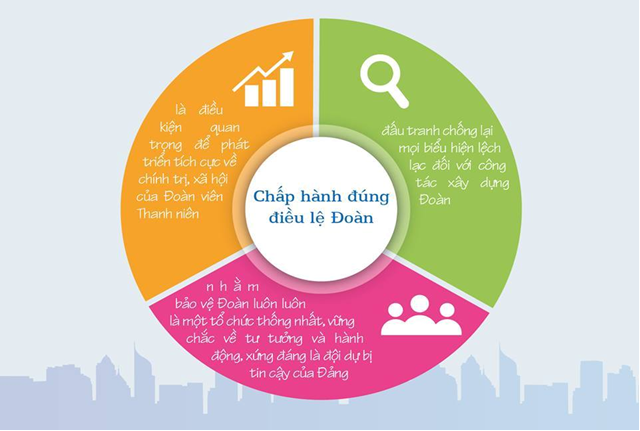 Chấp hành đúng
điều lệ Đoàn
là điều
kiện quan
trọng để phát
triển tích cực về
chính trị, xã hội
của Đoàn viên
Thanh niên
đấu tranh chống lại
mọi biểu hiện lệch
lạc đối với công
tác xây dựng
Đoàn
nhằm
bảo vệ Đoàn luôn luôn
là một tổ chức thống nhất, vững
chắc về tư tưởng và hành
động, xứng đáng là đội dự bị
tin cậy của Đảng